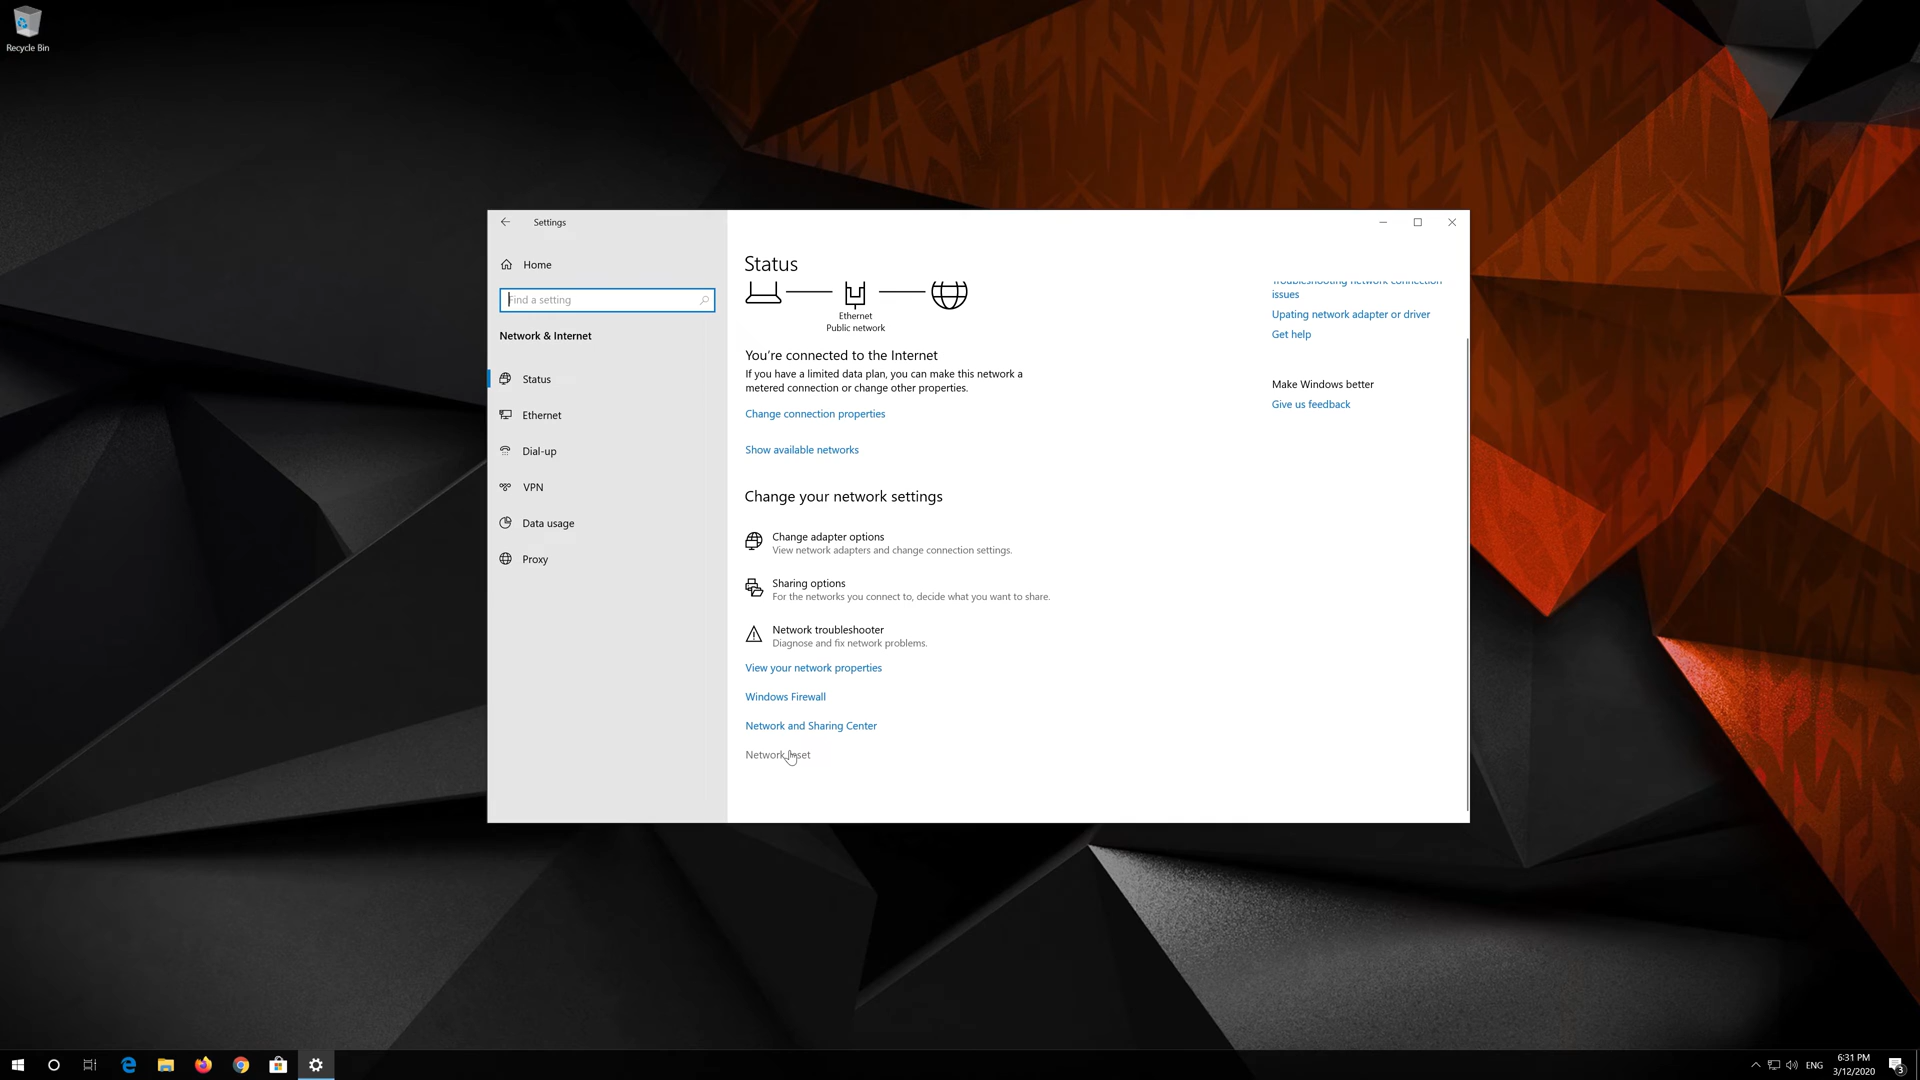 Recycle Bin
Settings
Home
Find a setting
Network & Internet
Status
Ethernet
Dial-up
VPN
Data usage
Proxy
Status
Ethernet
Public network
You're connected to the Internet
If you have a limited data plan, you can make this network a
metered connection or change other properties.
Change connection properties
Show available networks
Change your network settings
Change adapter options
View network adapters and change connection settings.
Sharing options
For the networks you connect to, decide what you want to share.
Network troubleshooter
Diagnose and fix network problems.
View your network properties
Windows Firewall
Network and Sharing Center
Network reset
Troubleshooting network connection
issues
Upating network adapter or driver
Get help
Make Windows better
Give us feedback
ENG
6:31 PM
3/12/2020
3